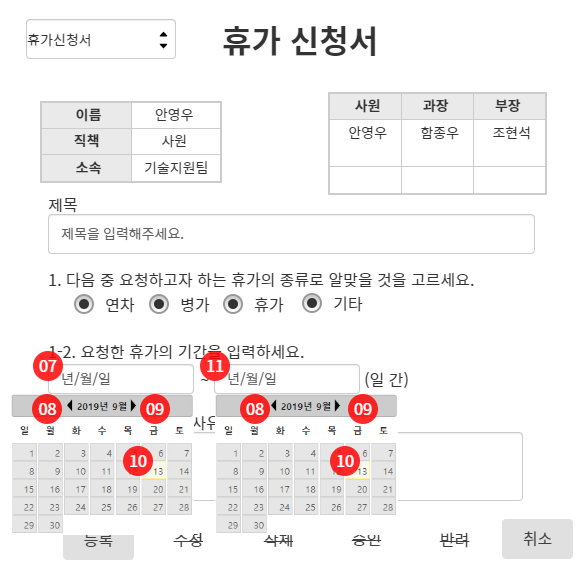 휴가신청서
휴가 신청서
이름 안영우
직책 사원
소속 기술지원팀
사원 과장 부장
안영우 함종우 조현석
제목
제목을 입력해주세요.
1. 다음 중 요청하고자 하는 휴가의 종류로 알맞을 것을 고르세요.
연차 병가 휴가 기타
1-2. 요청한 휴가의 기간을 입력하세요.
07 년/월/일 ~ 11 년/월/일 (일 간)
08 2019년 9월 09 08 2019년 9월 09
사유
일 월 화 수 목 금 토 일 월 화 수 목 금 토
1 2 3 4 6 7 1 2 3 4 6 7
8 9 10 11 10 13 14 8 9 10 11 10 13 14
15 16 17 18 19 20 21 15 16 17 18 19 20 21
22 23 24 25 26 27 28 22 23 24 25 26 27 28
29 30 29 30
등록 수정 삭제 승인 반려 취소